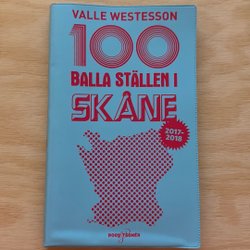 VALLE WESTESSON
100
BALLA STÄLLEN I
SKÅNE
2017-
2018